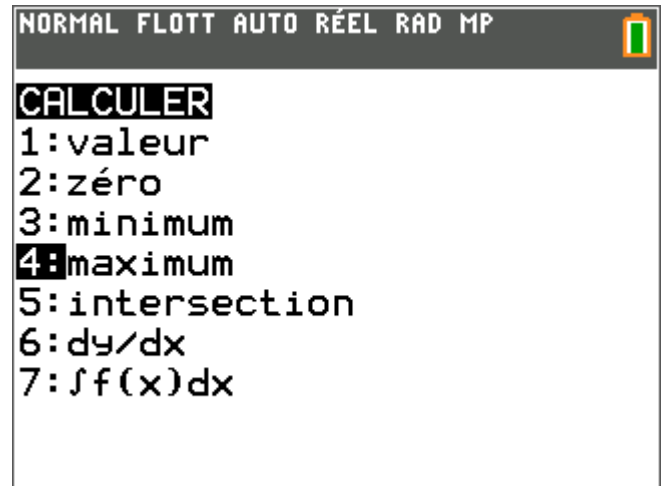 NORMAL FLOTT AUTO RÉEL RAD MP
CALCULER
1:valeur
2:zéro
3:minimum
4:maximum
5:intersection
6:dy/dx
7:∫f(x)dx